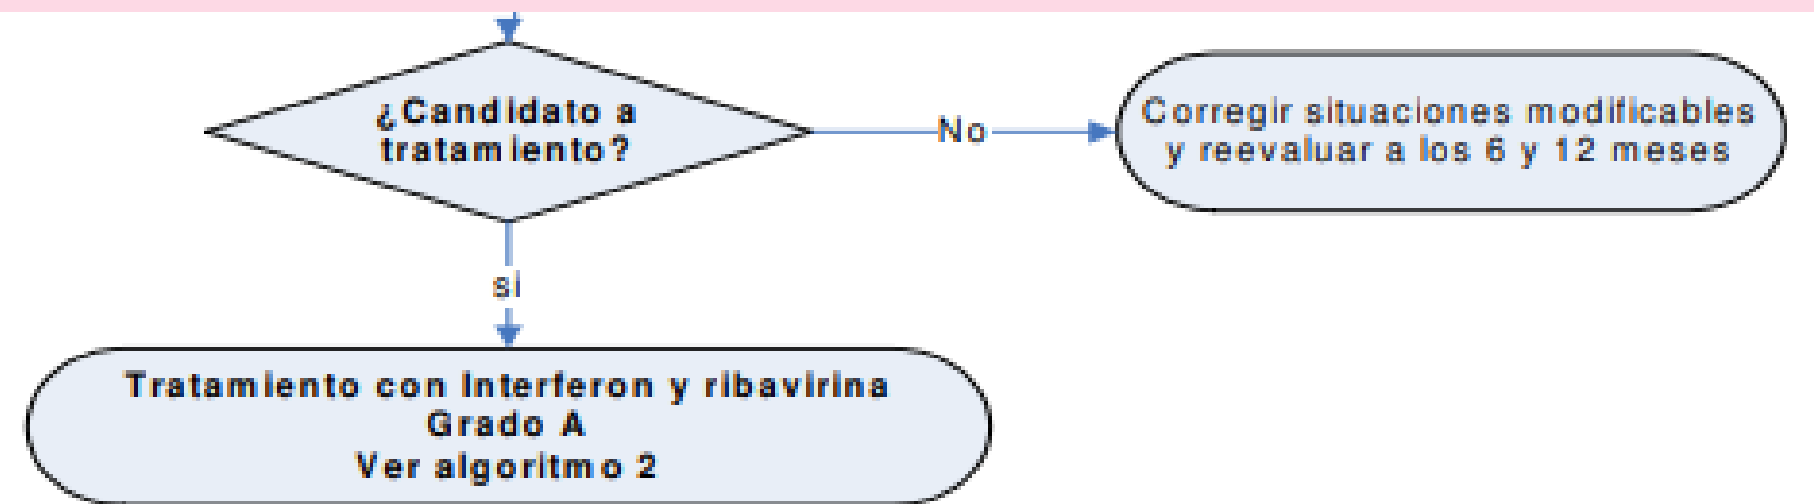 ¿Candidato a
tratamiento?
No
Corregir situaciones modificables
y reevaluar a los 6 y 12 meses
si
Tratamiento con Interferon y ribavirina
Grado A
Ver algoritmo 2